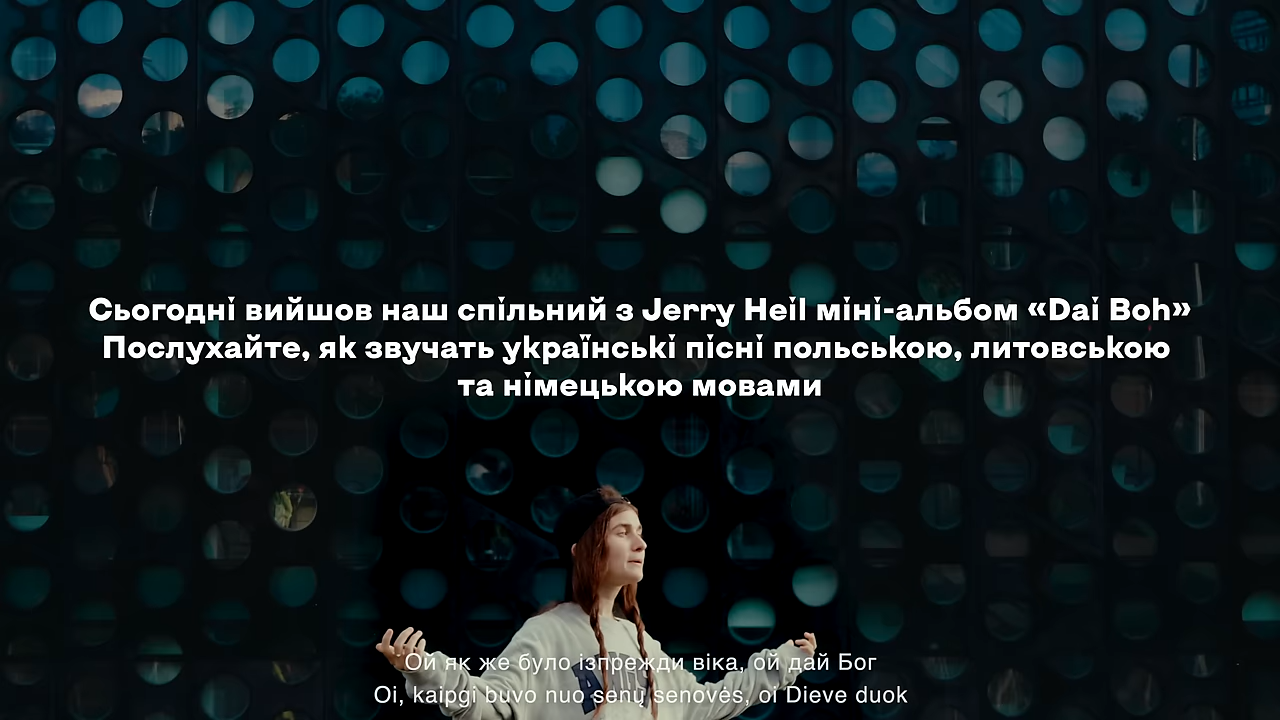 Сьогодні вийшов наш спільний з Jerry Heil міні-альбом «Dai Boh»
Послухайте, як звучать українські пісні польською, литовською
та німецькою мовами
Ой як же було ізпрежди віка, ой дай Бог
Oi, kaipgi buvo nuo senų senovės, oi Dieve duok